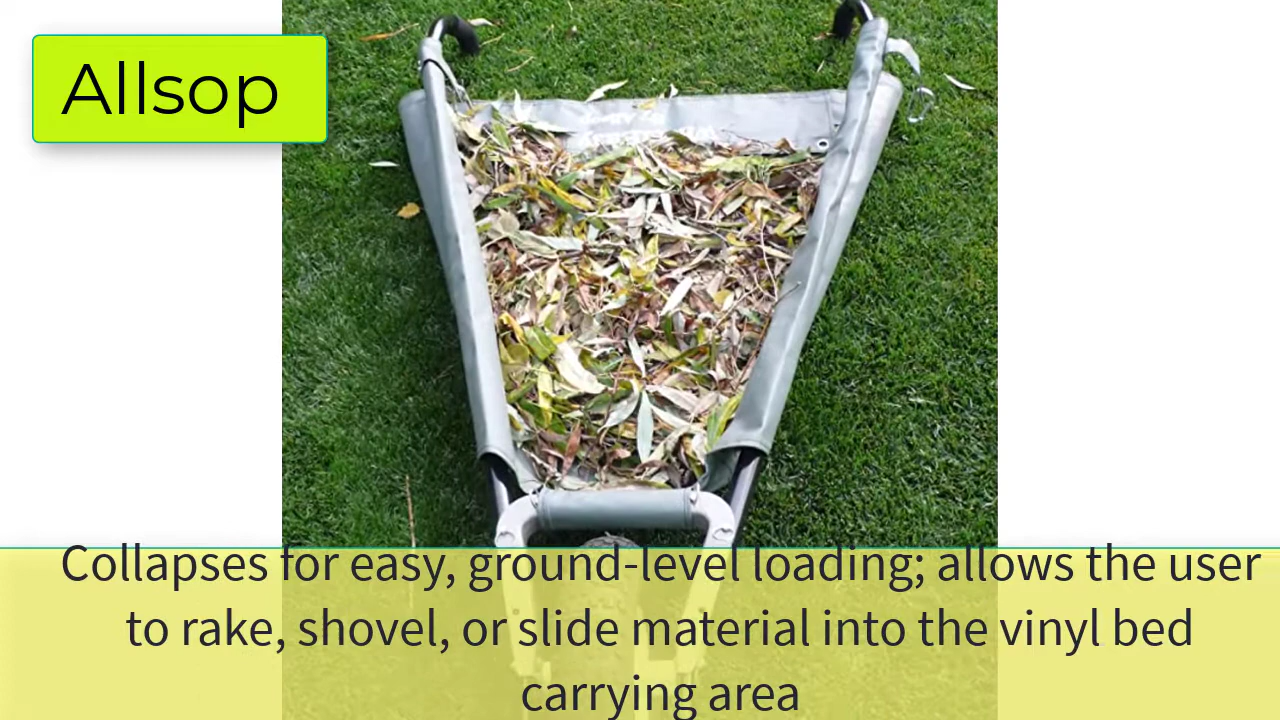 Allsop
Collapses for easy, ground-level loading; allows the user
to rake, shovel, or slide material into the vinyl bed
carrying area